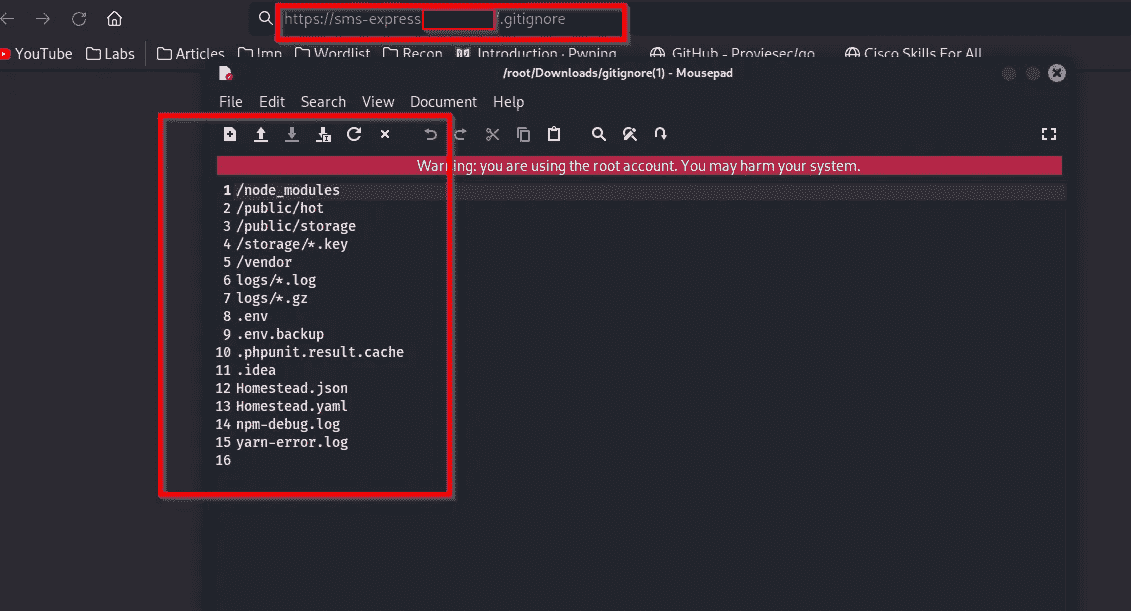 https://sms-express /.gitignore
YouTube Labs Articles Imp Wordlist Recon Introduction · Pwning GitHub - Proviesec/go Cisco Skills For All
/root/Downloads/gitignore(1) - Mousepad
File Edit Search View Document Help
Warning: you are using the root account. You may harm your system.
1 /node_modules
2 /public/hot
3 /public/storage
4 /storage/*.key
5 /vendor
6 logs/*.log
7 logs/*.gz
8 .env
9 .env.backup
10 .phpunit.result.cache
11 .idea
12 Homestead.json
13 Homestead.yaml
14 npm-debug.log
15 yarn-error.log
16